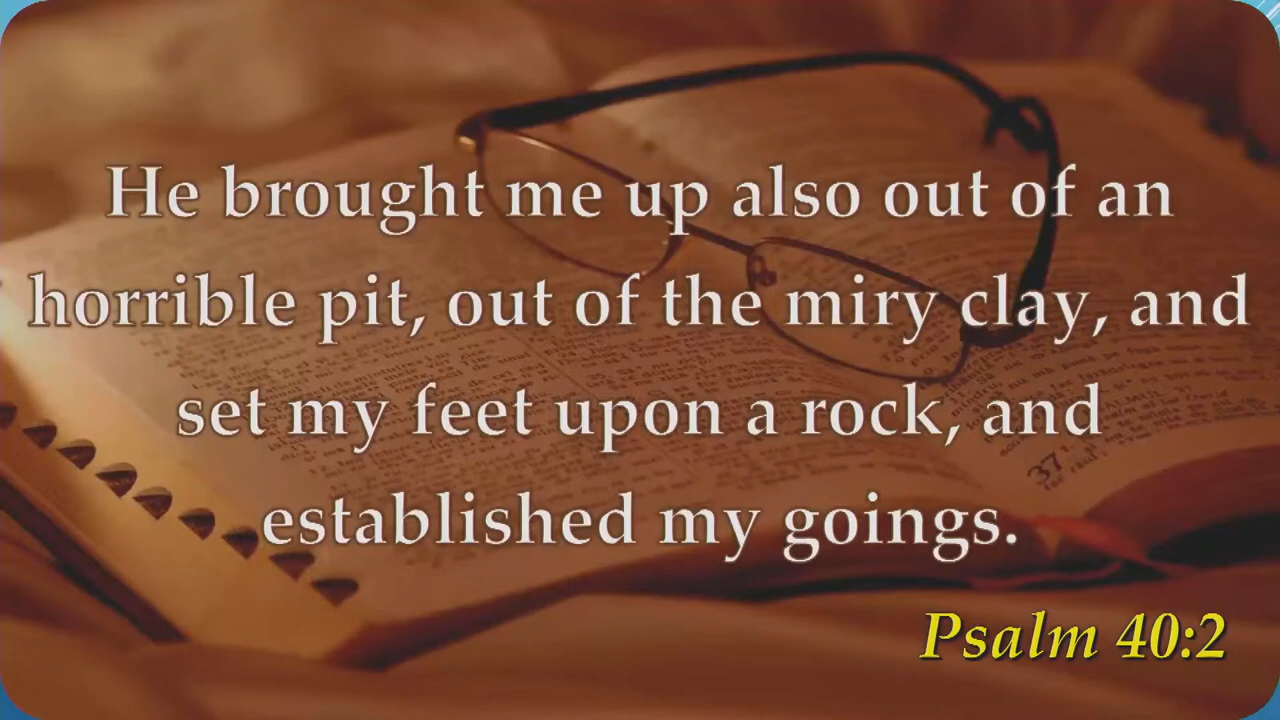 He brought me up also out of an
horrible pit, out of the miry clay, and
set my feet upon a rock, and
established my goings.
Psalm 40:2
37